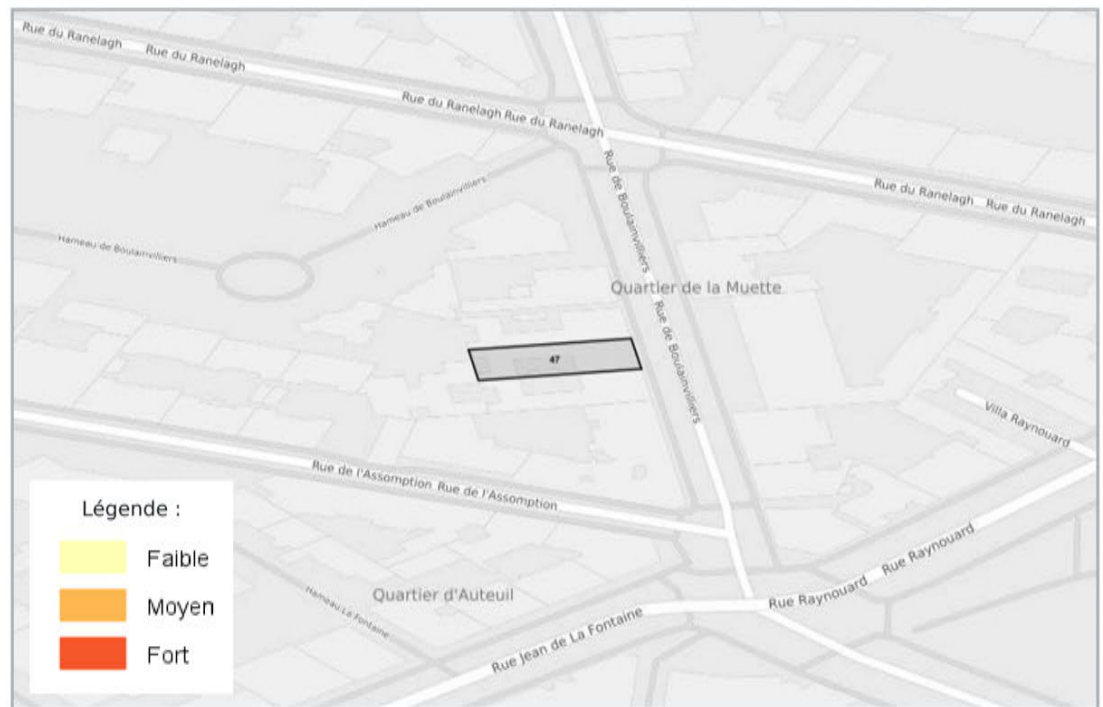 Rue du Ranelagh
Rue du Ranelagh
Rue du Ranelagh
Rue du Ranelagh
Rue du Ranelagh
Rue du Ranelagh
Rue de Boulainvilliers
Hameau de Boulainvilliers
Hameau de Boulainvilliers
Quartier de la Muette
Rue de Boulainvilliers
47
Villa Raynouard
Rue de l'Assomption
Rue de l'Assomption
Légende :
Faible
Moyen
Fort
Rue Raynouard
Rue Raynouard
Quartier d'Auteuil
Hameau La Fontaine
Rue Jean de La Fontaine